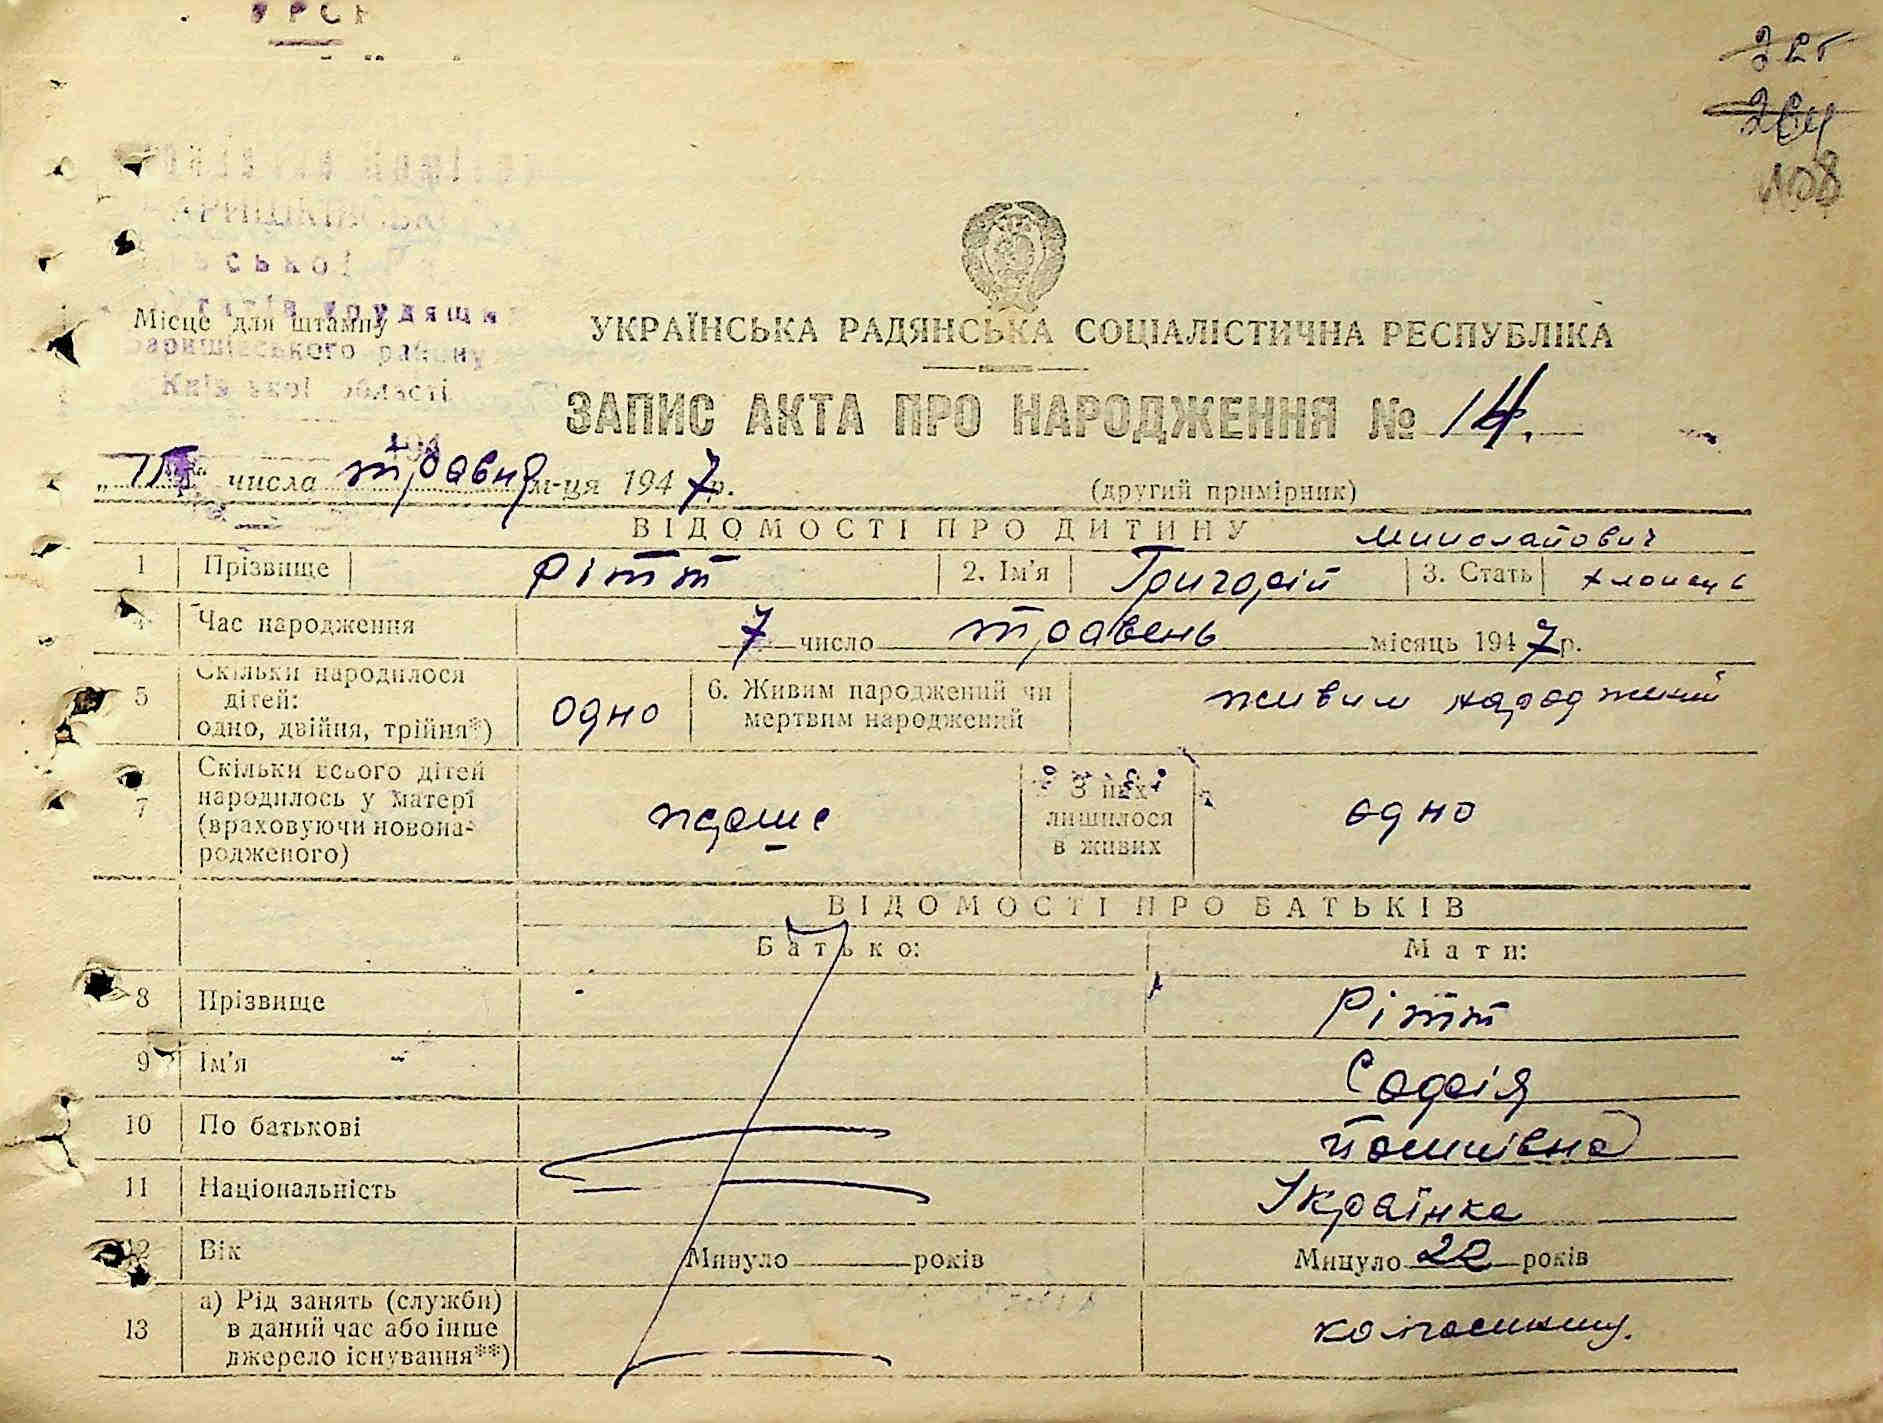 УРСР
108
Місце для штампу
трудящих
Баришівського району
Київської області
194
УКРАЇНСЬКА РАДЯНСЬКА СОЦІАЛІСТИЧНА РЕСПУБЛІКА
ЗАПИС АКТА ПРО НАРОДЖЕННЯ № 14.
числа травня м-ця 1947 р.
(другий примірник)
ВІДОМОСТІ ПРО ДИТИНУ
Миколайович
1 Прізвище Рітт 2. Ім'я Григорій 3. Стать хлопець
4 Час народження 7 число травень місяць 1947 р.
5 Скільки народилося дітей: одно, двійня, трійня*) одно 6. Живим народжений чи мертвим народжений живим народжений
7 Скільки всього дітей народилось у матері (враховуючи новонародженого) перше З них лишилося в живих одно
ВІДОМОСТІ ПРО БАТЬКІВ
Батько: Мати:
8 Прізвище Рітт
9 Ім'я Софія
10 По батькові Йосипівна
11 Національність Українка
12 Вік Минуло років Минуло 20 років
13 а) Рід занять (служби) в даний час або інше джерело існування**)